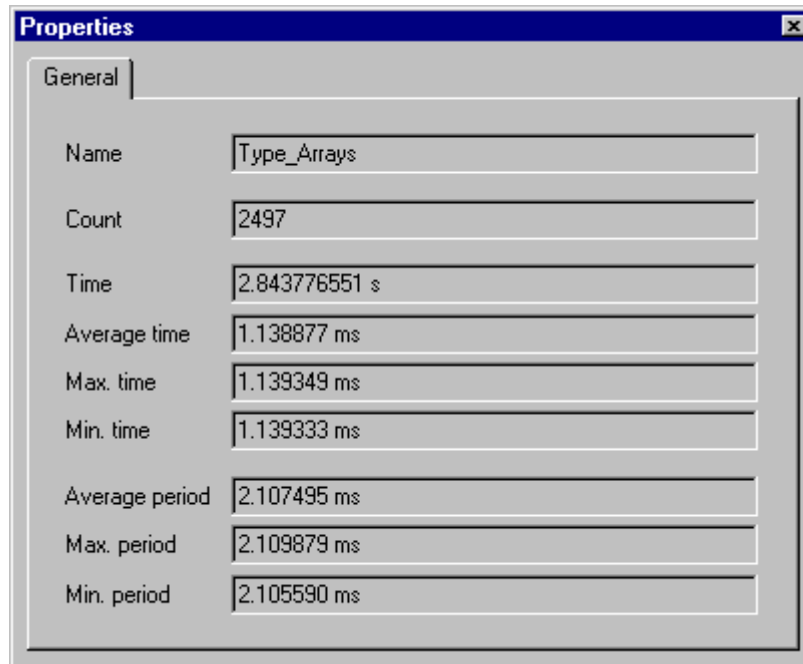 Properties
General
Name Type_Arrays
Count 2497
Time 2.843776551 s
Average time 1.138877 ms
Max. time 1.139349 ms
Min. time 1.139333 ms
Average period 2.107495 ms
Max. period 2.109879 ms
Min. period 2.105590 ms